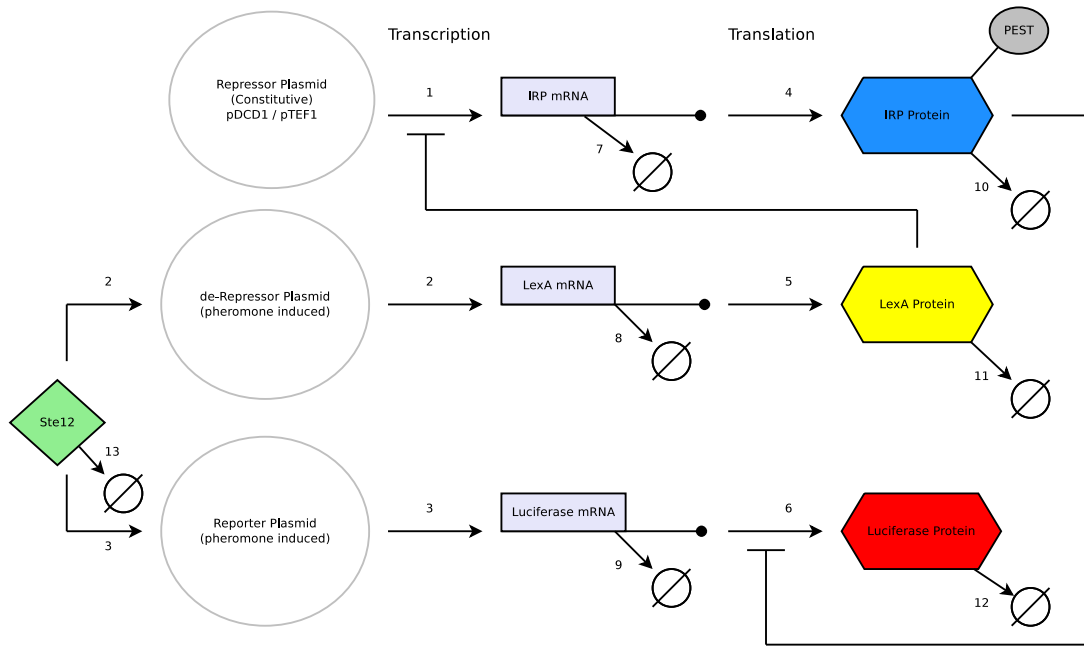 PEST
Transcription
Translation
Repressor Plasmid
(Constitutive)
pDCD1 / pTEF1
1
IRP mRNA
4
IRP Protein
7
10
2
de-Repressor Plasmid
(pheromone induced)
2
LexA mRNA
5
LexA Protein
8
11
Ste12
13
3
Reporter Plasmid
(pheromone induced)
3
Luciferase mRNA
6
Luciferase Protein
9
12